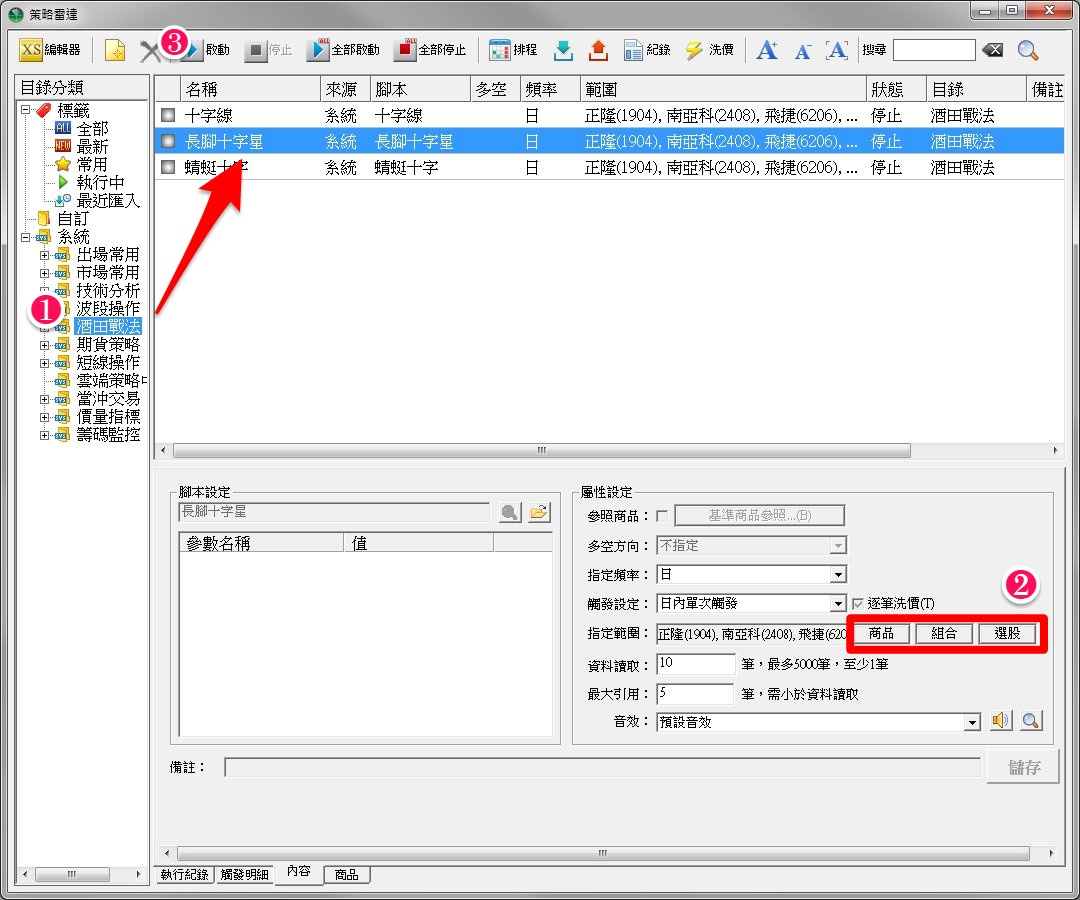 策略雷達
XS 編輯器 3 啟動 停止 全部啟動 全部停止 排程 紀錄 洗價 A+ A- A 搜尋
目錄分類
標籤
ALL 全部
NEW 最新
常用
執行中
最近匯入
自訂
系統
出場常用
市場常用
技術分析
波段操作
1
酒田戰法
期貨策略
短線操作
雲端策略中
當沖交易
價量指標
籌碼監控
名稱 來源 腳本 多空 頻率 範圍 狀態 目錄 備註
十字線 系統 十字線 日 正隆(1904), 南亞科(2408), 飛捷(6206), ... 停止 酒田戰法
長腳十字星 系統 長腳十字星 日 正隆(1904), 南亞科(2408), 飛捷(6206), ... 停止 酒田戰法
蜻蜓十字 系統 蜻蜓十字 日 正隆(1904), 南亞科(2408), 飛捷(6206), ... 停止 酒田戰法
腳本設定
長腳十字星
參數名稱 值
屬性設定
參照商品： 基準商品參照...(B)
多空方向： 不指定
指定頻率： 日
2
觸發設定： 日內單次觸發 逐筆洗價(T)
指定範圍： 正隆(1904), 南亞科(2408), 飛捷(620 商品 組合 選股
資料讀取： 10 筆，最多5000筆，至少1筆
最大引用： 5 筆，需小於資料讀取
音效： 預設音效
備註： 儲存
執行紀錄 觸發明細 內容 商品